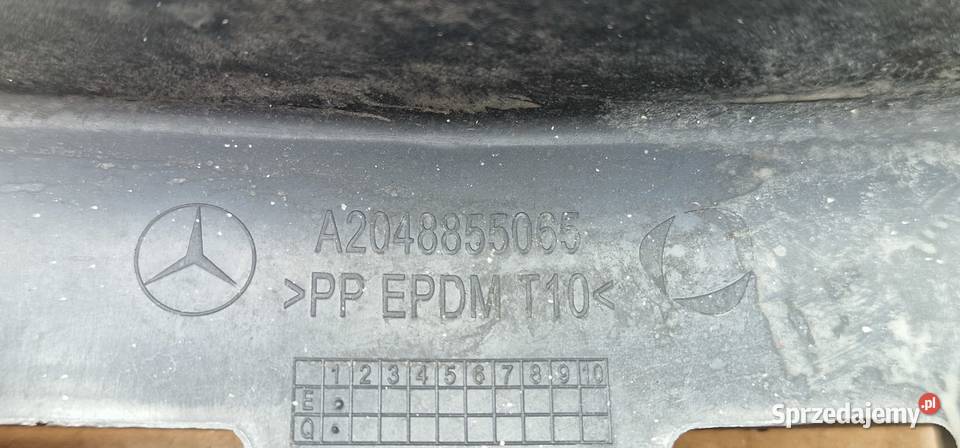 A2048855065
>PP EPDM T10<
1 2 3 4 5 6 7 8 9 10
E
Q
Sprzedajemy.pl